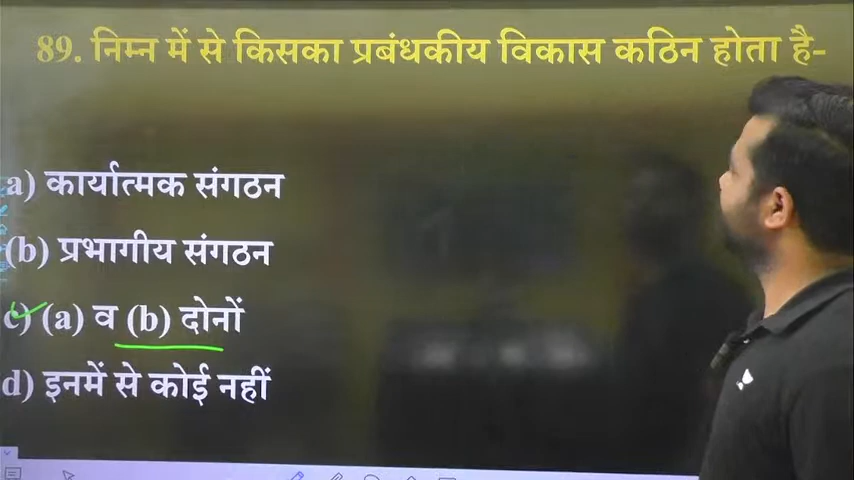 89. निम्न में से किसका प्रबंधकीय विकास कठिन होता है-
a) कार्यात्मक संगठन
(b) प्रभागीय संगठन
c) (a) व (b) दोनों
d) इनमें से कोई नहीं